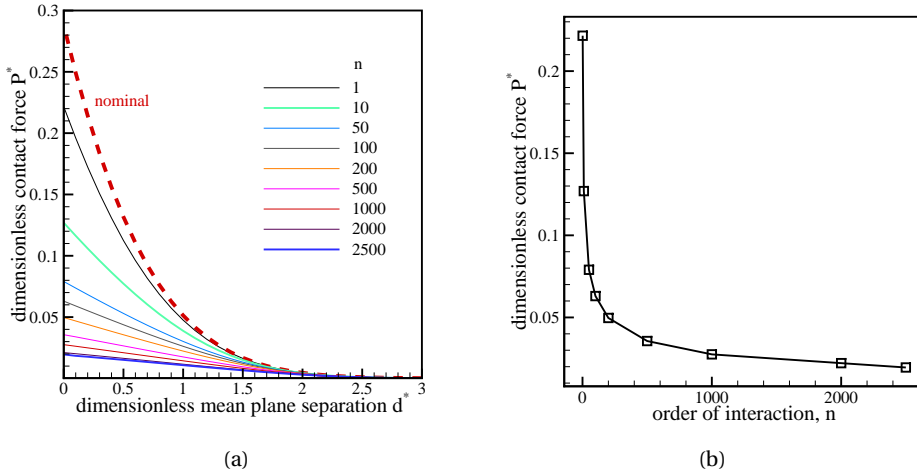 0.3
0.25
0.2
0.15
0.1
0.05
dimensionless contact force P*
nominal
n
1
10
50
100
200
500
1000
2000
2500
0 0.5 1 1.5 2 2.5 3
dimensionless mean plane separation d*
(a)
0.2
0.15
0.1
0.05
dimensionless contact force P*
0 1000 2000
order of interaction, n
(b)